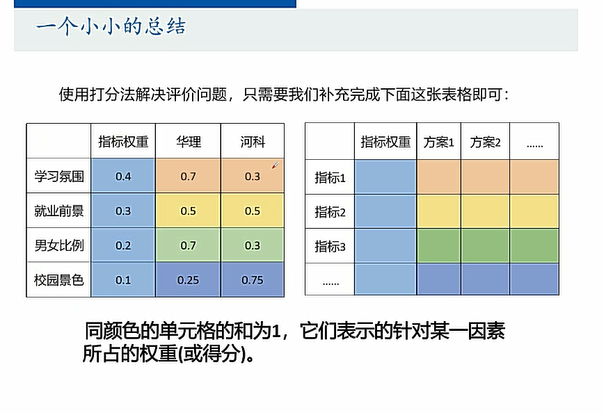 一个小小的总结
使用打分法解决评价问题，只需要我们补充完成下面这张表格即可：
指标权重 华理 河科
学习氛围 0.4 0.7 0.3
就业前景 0.3 0.5 0.5
男女比例 0.2 0.7 0.3
校园景色 0.1 0.25 0.75
指标权重 方案1 方案2 ……
指标1
指标2
指标3
……
同颜色的单元格的和为1，它们表示的针对某一因素
所占的权重(或得分)。